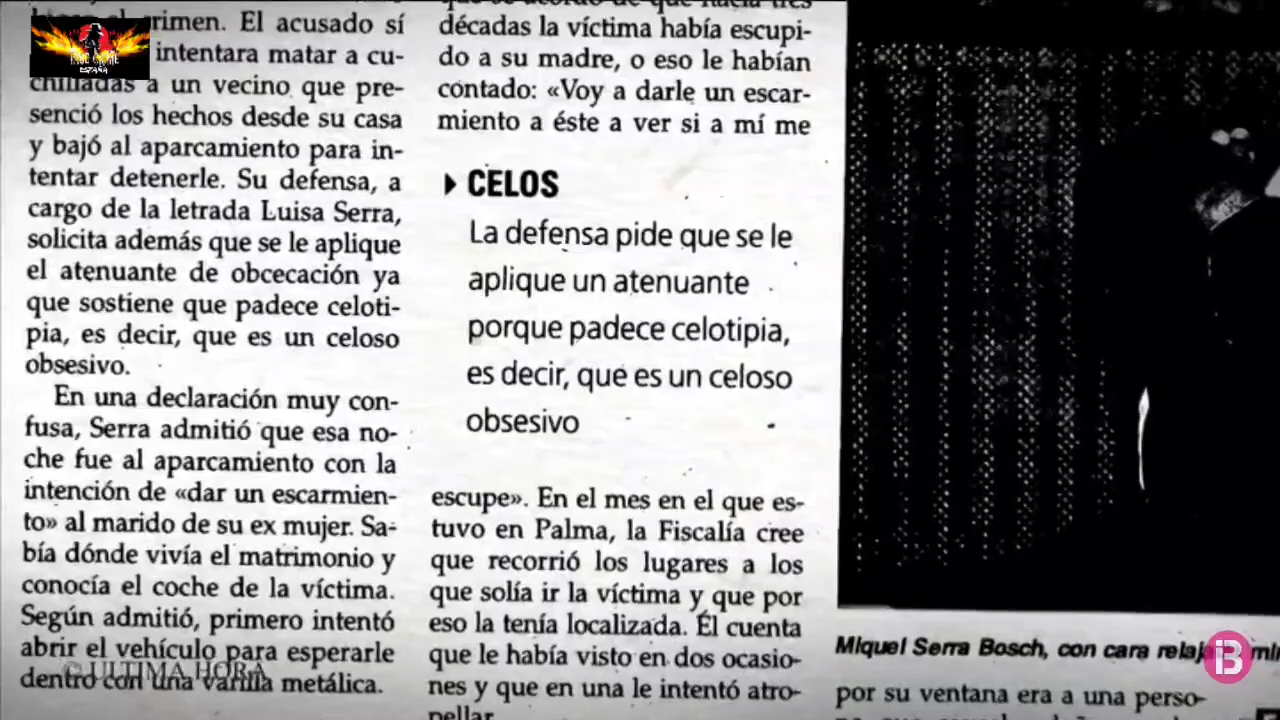 crimen. El acusado sí
intentara matar a cu-
chilladas a un vecino que pre-
senció los hechos desde su casa
y bajó al aparcamiento para in-
tentar detenerle. Su defensa, a
cargo de la letrada Luisa Serra,
solicita además que se le aplique
el atenuante de obcecación ya
que sostiene que padece celoti-
pia, es decir, que es un celoso
obsesivo.
En una declaración muy con-
fusa, Serra admitió que esa no-
che fue al aparcamiento con la
intención de «dar un escarmien-
to» al marido de su ex mujer. Sa-
bía dónde vivía el matrimonio y
conocía el coche de la víctima.
Según admitió, primero intentó
abrir el vehículo para esperarle
dentro con una varilla metálica.
que se acordó de que hacía tres
décadas la víctima había escupi-
do a su madre, o eso le habían
contado: «Voy a darle un escar-
miento a éste a ver si a mí me
CELOS
La defensa pide que se le
aplique un atenuante
porque padece celotipia,
es decir, que es un celoso
obsesivo
escupe». En el mes en el que es-
tuvo en Palma, la Fiscalía cree
que recorrió los lugares a los
que solía ir la víctima y que por
eso la tenía localizada. Él cuenta
que le había visto en dos ocasio-
nes y que en una le intentó atro-
pellar
Miquel Serra Bosch, con cara
por su ventana era a una perso-
© ULTIMA HORA
ESPAÑA
B